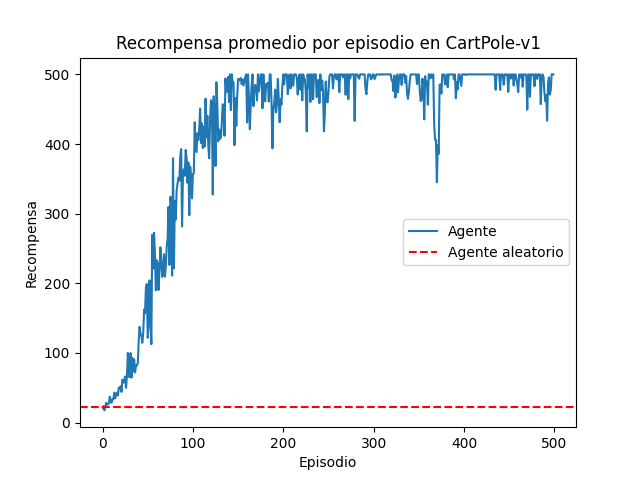 Recompensa promedio por episodio en CartPole-v1
500
400
300
200
100
0
Recompensa
Agente
Agente aleatorio
0 100 200 300 400 500
Episodio